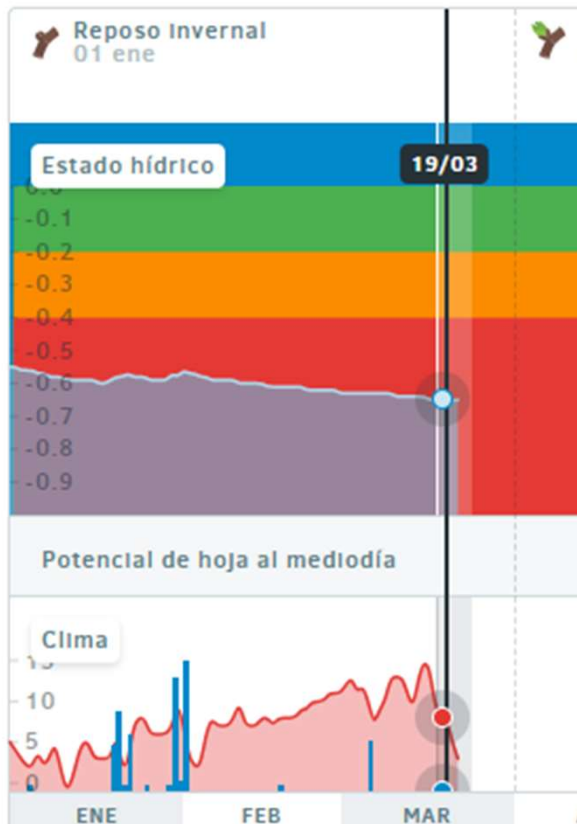 Reposo invernal
01 ene
Estado hídrico
19/03
0.0
-0.1
-0.2
-0.3
-0.4
-0.5
-0.6
-0.7
-0.8
-0.9
Potencial de hoja al mediodía
Clima
15
10
5
0
ENE FEB MAR